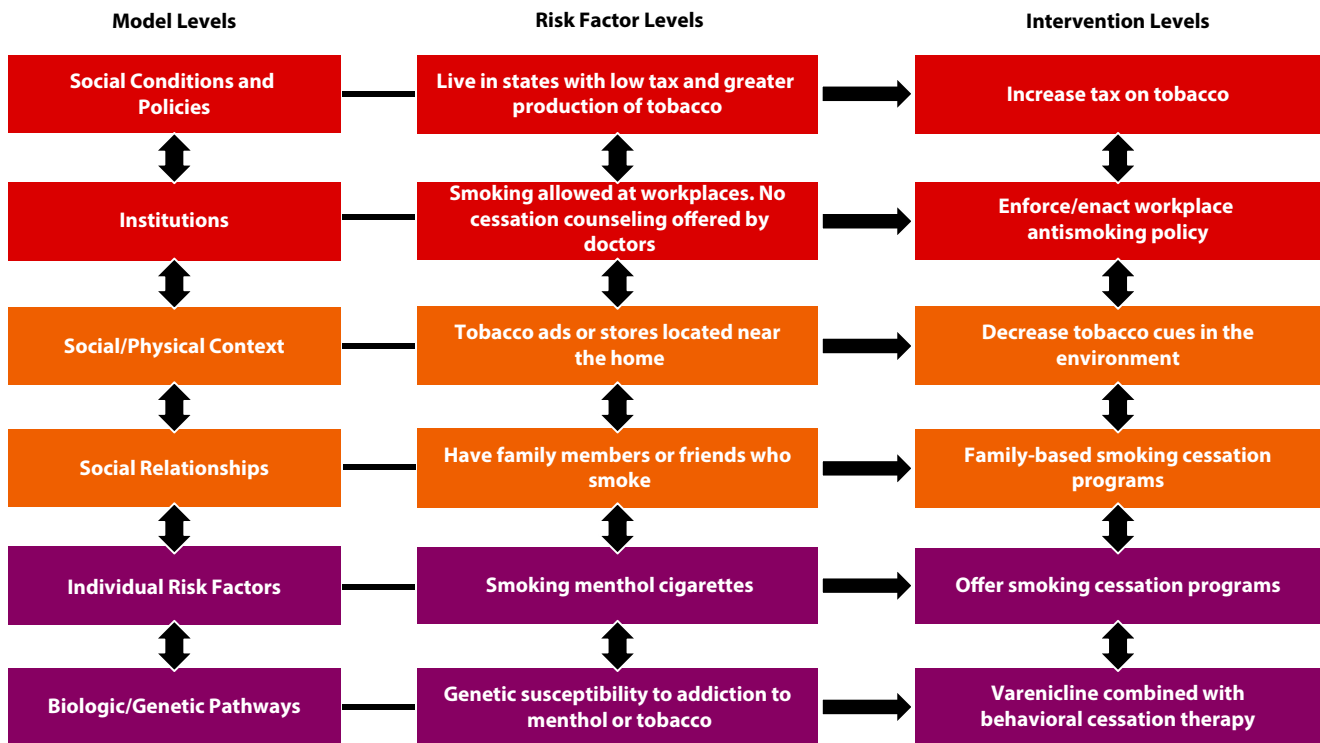 Model Levels
Risk Factor Levels
Intervention Levels
Social Conditions and
Policies
Live in states with low tax and greater
production of tobacco
Increase tax on tobacco
Institutions
Smoking allowed at workplaces. No
cessation counseling offered by
doctors
Enforce/enact workplace
antismoking policy
Social/Physical Context
Tobacco ads or stores located near
the home
Decrease tobacco cues in the
environment
Social Relationships
Have family members or friends who
smoke
Family-based smoking cessation
programs
Individual Risk Factors
Smoking menthol cigarettes
Offer smoking cessation programs
Biologic/Genetic Pathways
Genetic susceptibility to addiction to
menthol or tobacco
Varenicline combined with
behavioral cessation therapy